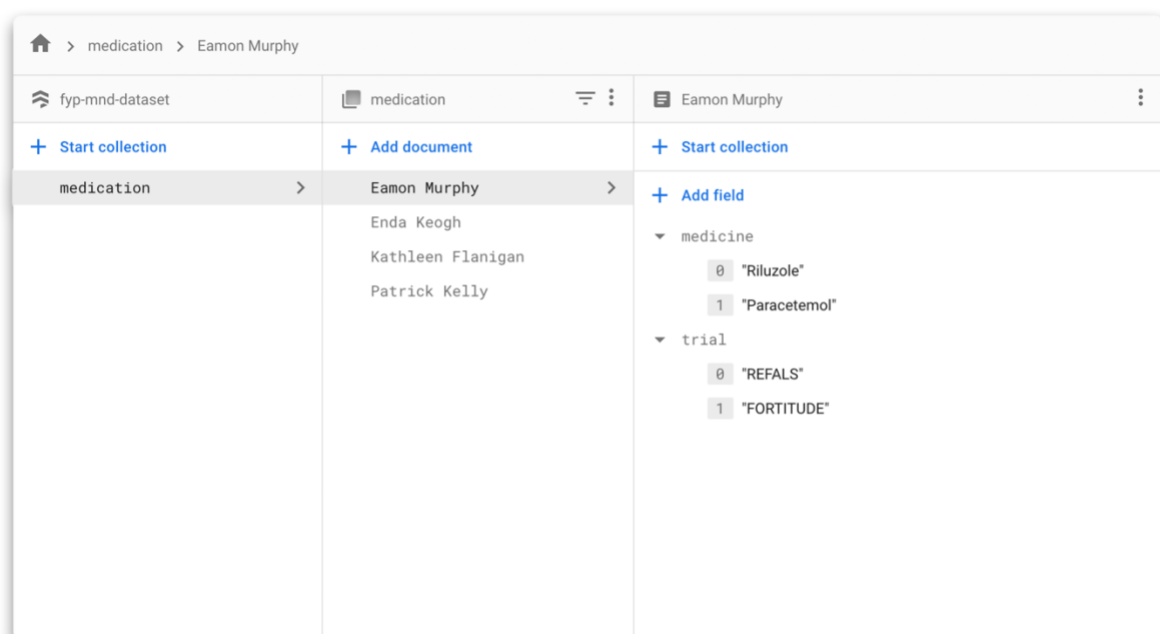 medication Eamon Murphy
fyp-mnd-dataset
medication
Eamon Murphy
Start collection
Add document
Start collection
medication
Eamon Murphy
Enda Keogh
Kathleen Flanigan
Patrick Kelly
Add field
medicine
0 "Riluzole"
1 "Paracetemol"
trial
0 "REFALS"
1 "FORTITUDE"